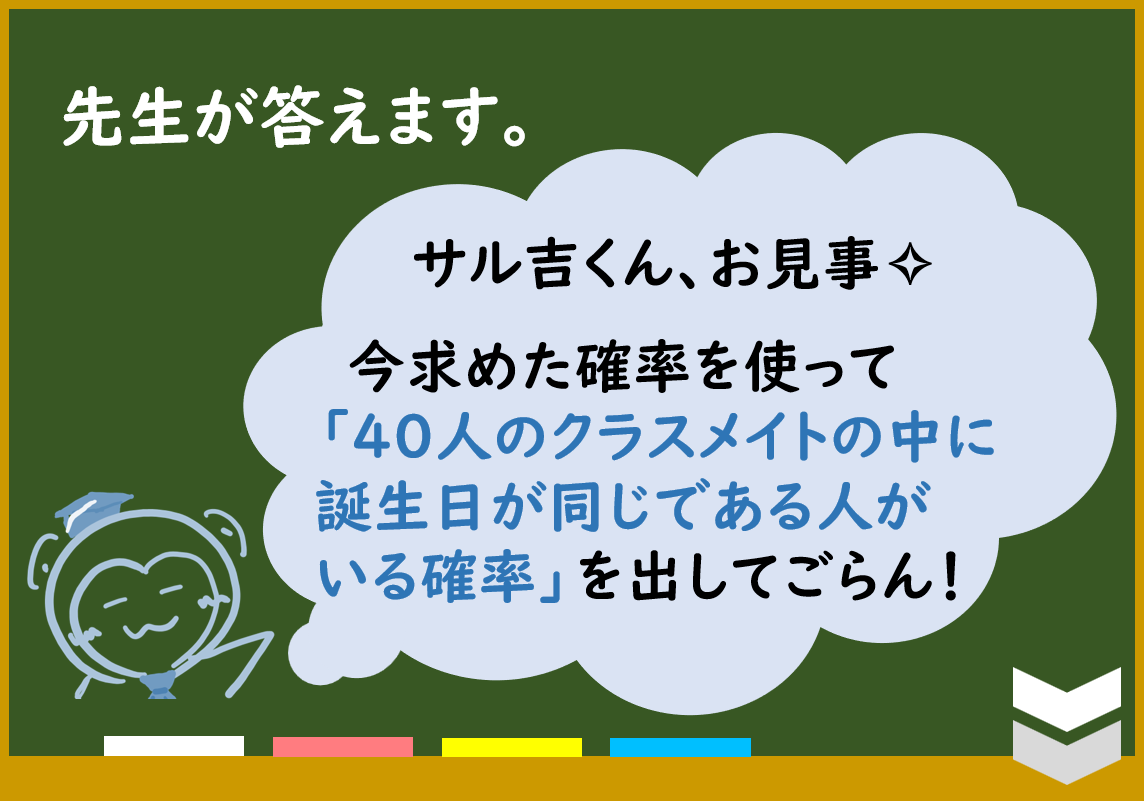 先生が答えます。
サル吉くん、お見事✧
今求めた確率を使って
「40人のクラスメイトの中に
誕生日が同じである人が
いる確率」を出してごらん!